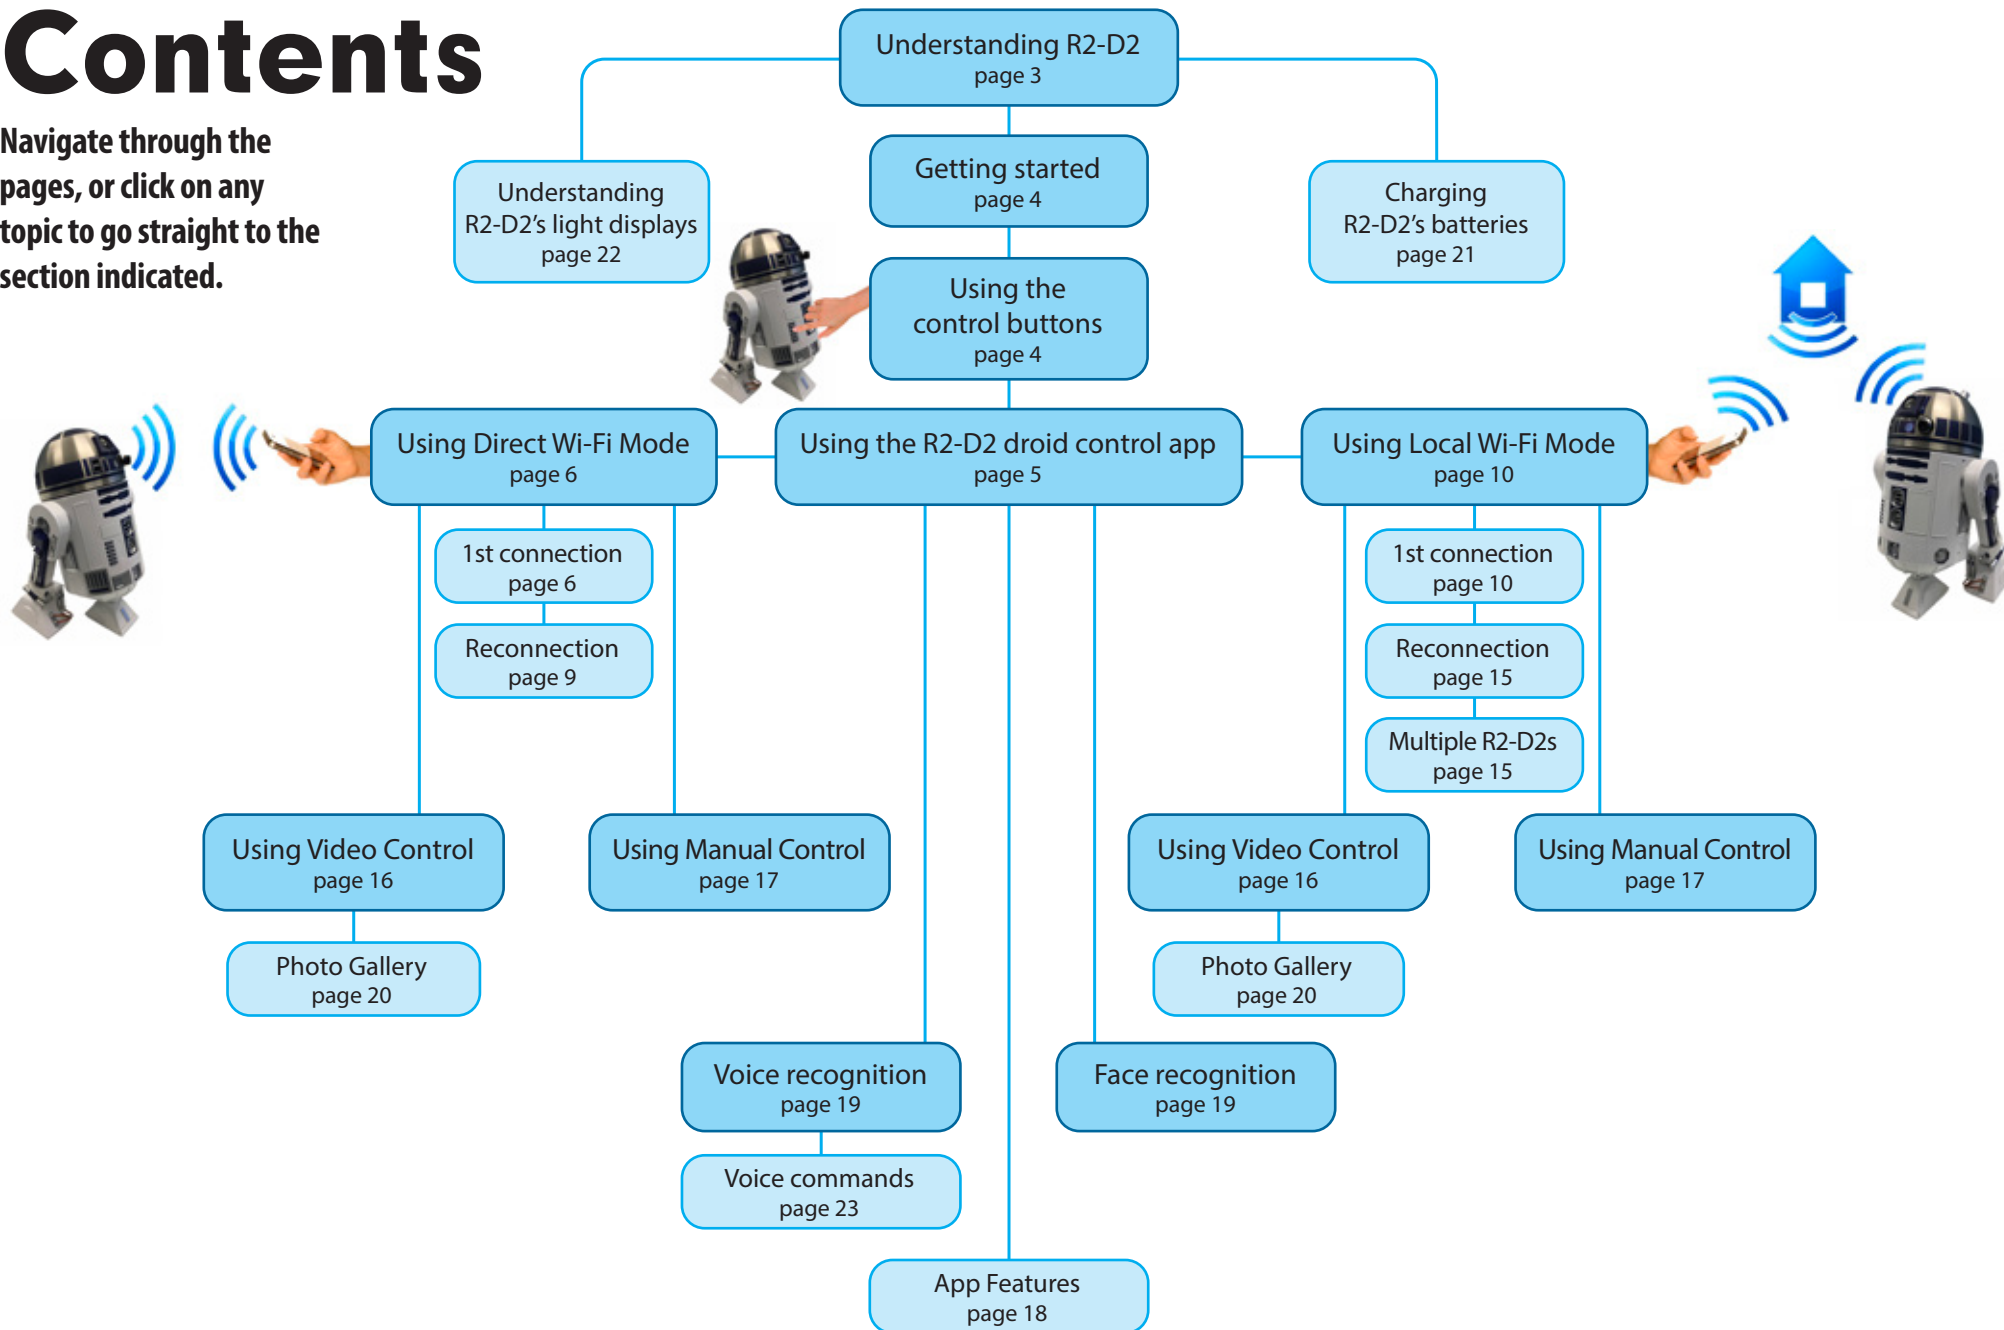 Contents
Navigate through the
pages, or click on any
topic to go straight to the
section indicated.
Understanding R2-D2
page 3
Understanding
R2-D2’s light displays
page 22
Getting started
page 4
Charging
R2-D2’s batteries
page 21
Using the
control buttons
page 4
Using Direct Wi-Fi Mode
page 6
Using the R2-D2 droid control app
page 5
Using Local Wi-Fi Mode
page 10
1st connection
page 6
Reconnection
page 9
1st connection
page 10
Reconnection
page 15
Multiple R2-D2s
page 15
Using Video Control
page 16
Using Manual Control
page 17
Using Video Control
page 16
Using Manual Control
page 17
Photo Gallery
page 20
Photo Gallery
page 20
Voice recognition
page 19
Face recognition
page 19
Voice commands
page 23
App Features
page 18